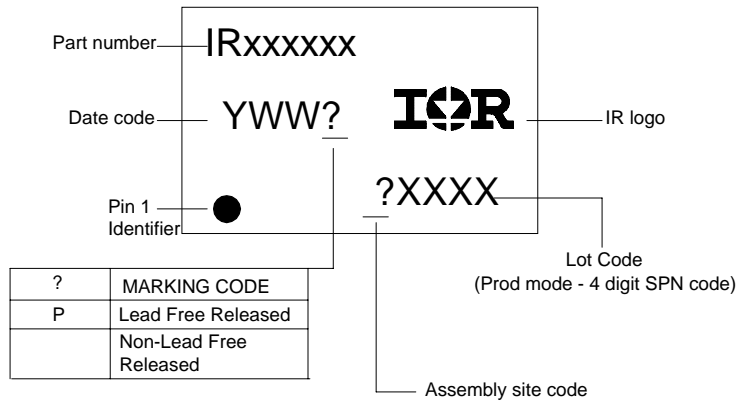 Part number
IRxxxxxx
Date code
YWW?
IOR
IR logo
?XXXX
Pin 1
Identifier
Lot Code
(Prod mode - 4 digit SPN code)
? MARKING CODE
P Lead Free Released
Non-Lead Free
Released
Assembly site code